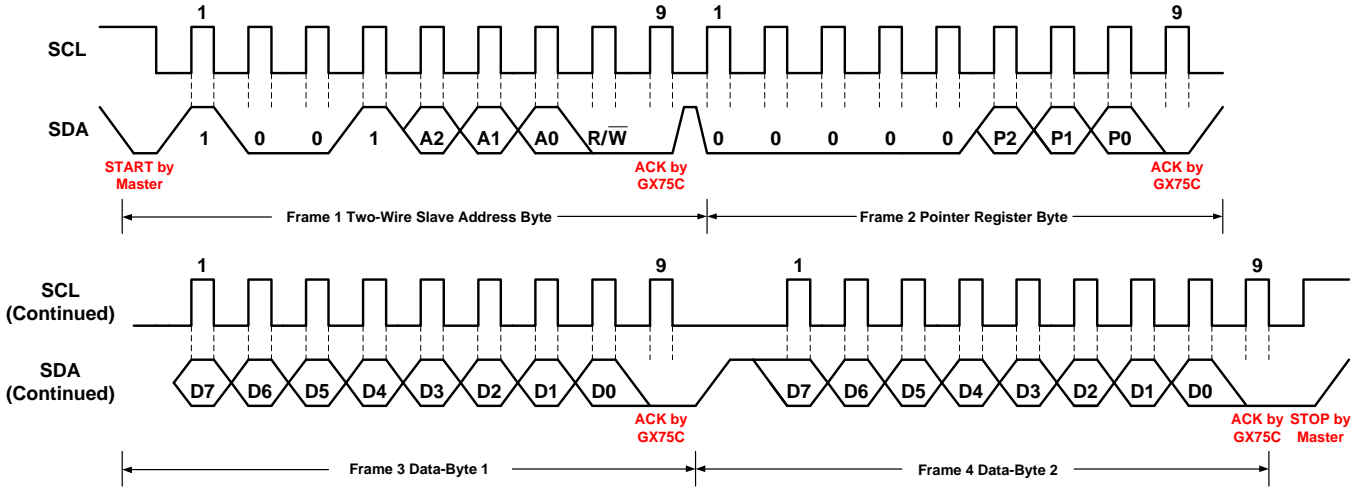 1 9 1 9
SCL
SDA
1 0 0 1 A2 A1 A0 R/W̅ 0 0 0 0 0 P2 P1 P0
START by
Master
ACK by
GX75C
ACK by
GX75C
Frame 1 Two-Wire Slave Address Byte
Frame 2 Pointer Register Byte
1 9 1 9
SCL
(Continued)
SDA
(Continued)
D7 D6 D5 D4 D3 D2 D1 D0 D7 D6 D5 D4 D3 D2 D1 D0
ACK by
GX75C
ACK by
GX75C
STOP by
Master
Frame 3 Data-Byte 1
Frame 4 Data-Byte 2